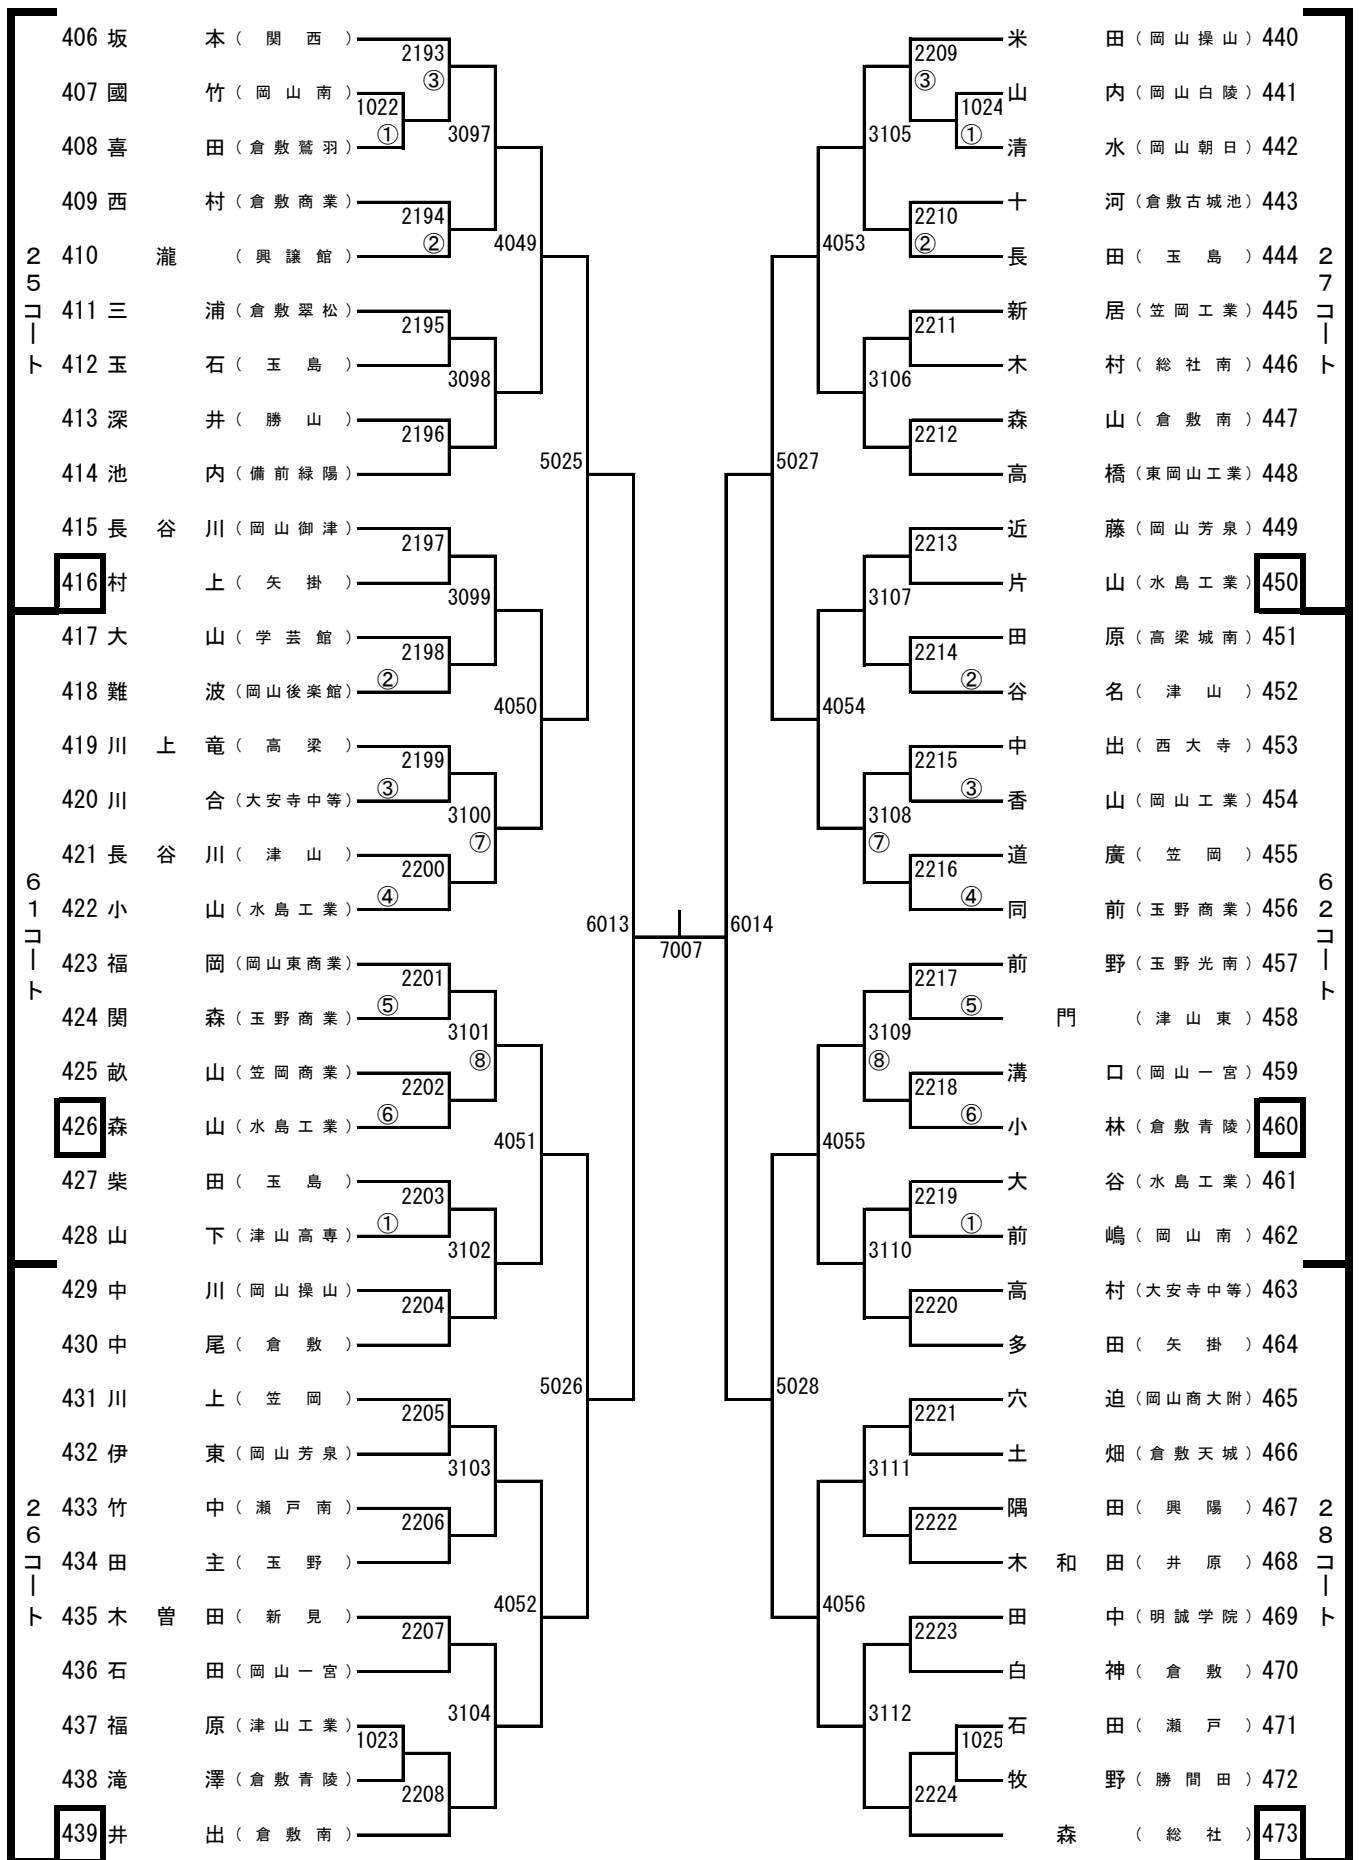 406 坂本 (関西)
2193
③
407 國竹 (岡山南)
1022
①
408 喜田 (倉敷鷲羽)
3097
409 西村 (倉敷商業)
2194
②
410 瀧 (興譲館)
4049
411 三浦 (倉敷翠松)
2195
412 玉石 (玉島)
3098
413 深井 (勝山)
2196
414 池内 (備前緑陽)
5025
415 長谷川 (岡山御津)
2197
416 村上 (矢掛)
3099
25コート
417 大山 (学芸館)
2198
②
418 難波 (岡山後楽館)
4050
419 川上竜 (高梁)
2199
③
420 川合 (大安寺中等)
3100
⑦
421 長谷川 (津山)
2200
④
422 小山 (水島工業)
6013
423 福岡 (岡山東商業)
2201
⑤
424 関森 (玉野商業)
3101
⑧
425 畝山 (笠岡商業)
2202
⑥
426 森山 (水島工業)
4051
427 柴田 (玉島)
2203
①
428 山下 (津山高専)
3102
61コート
429 中川 (岡山操山)
2204
430 中尾 (倉敷)
5026
431 川上 (笠岡)
2205
432 伊東 (岡山芳泉)
3103
433 竹中 (瀬戸南)
2206
434 田主 (玉野)
4052
435 木曽田 (新見)
2207
436 石田 (岡山一宮)
3104
437 福原 (津山工業)
1023
438 滝澤 (倉敷青陵)
2208
439 井出 (倉敷南)
26コート
7007
米田 (岡山操山) 440
2209
③
山内 (岡山白陵) 441
1024
①
清水 (岡山朝日) 442
3105
十河 (倉敷古城池) 443
2210
②
長田 (玉島) 444
4053
新居 (笠岡工業) 445
2211
木村 (総社南) 446
3106
森山 (倉敷南) 447
2212
高橋 (東岡山工業) 448
5027
近藤 (岡山芳泉) 449
2213
片山 (水島工業) 450
3107
27コート
田原 (高梁城南) 451
2214
②
谷名 (津山) 452
4054
中出 (西大寺) 453
2215
③
香山 (岡山工業) 454
3108
⑦
道廣 (笠岡) 455
2216
④
同前 (玉野商業) 456
6014
前野 (玉野光南) 457
2217
⑤
門 (津山東) 458
3109
⑧
溝口 (岡山一宮) 459
2218
⑥
小林 (倉敷青陵) 460
4055
大谷 (水島工業) 461
2219
①
前嶋 (岡山南) 462
3110
62コート
高村 (大安寺中等) 463
2220
多田 (矢掛) 464
5028
穴迫 (岡山商大附) 465
2221
土畑 (倉敷天城) 466
3111
隅田 (興陽) 467
2222
木和田 (井原) 468
4056
田中 (明誠学院) 469
2223
白神 (倉敷) 470
3112
石田 (瀬戸) 471
1025
牧野 (勝間田) 472
2224
森 (総社) 473
28コート